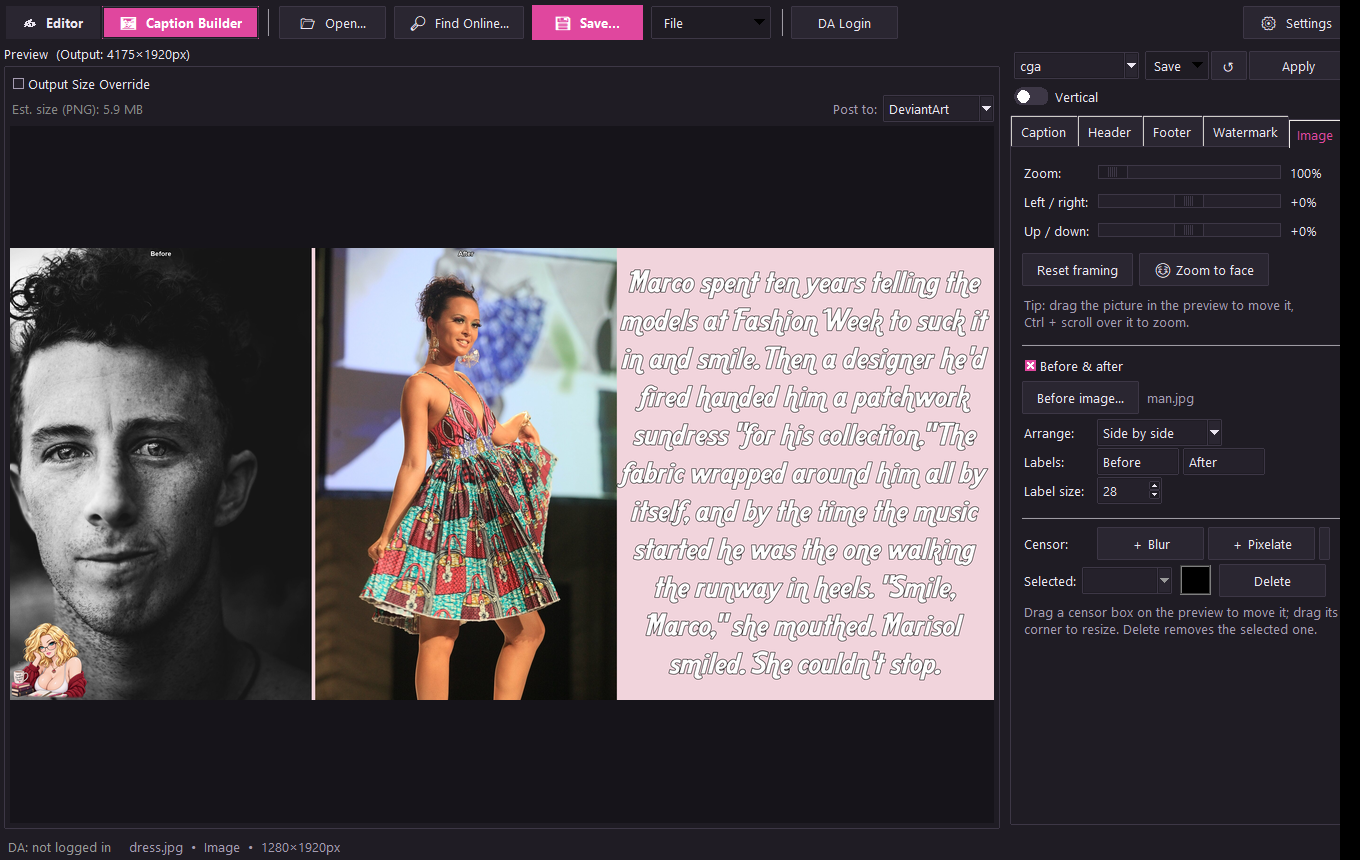 Editor
Caption Builder
Open...
Find Online...
Save...
File
DA Login
Settings
Preview (Output: 4175×1920px)
Output Size Override
Est. size (PNG): 5.9 MB
Post to:
DeviantArt
Before
After
Marco spent ten years telling the
models at Fashion Week to suck it
in and smile. Then a designer he'd
fired handed him a patchwork
sundress "for his collection." The
fabric wrapped around him all by
itself, and by the time the music
started he was the one walking
the runway in heels. "Smile,
Marco," she mouthed. Marisol
smiled. She couldn't stop.
cga
Save
Apply
Vertical
Caption
Header
Footer
Watermark
Image
Zoom:
100%
Left / right:
+0%
Up / down:
+0%
Reset framing
Zoom to face
Tip: drag the picture in the preview to move it,
Ctrl + scroll over it to zoom.
Before & after
Before image...
man.jpg
Arrange:
Side by side
Labels:
Before
After
Label size:
28
Censor:
+ Blur
+ Pixelate
Selected:
Delete
Drag a censor box on the preview to move it; drag its
corner to resize. Delete removes the selected one.
DA: not logged in
dress.jpg • Image • 1280×1920px